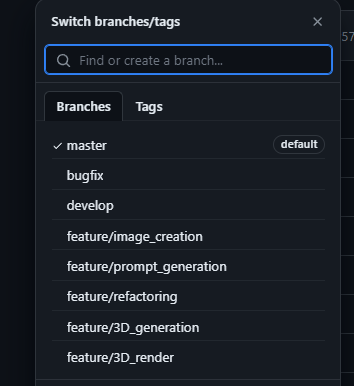 Switch branches/tags
Find or create a branch...
Branches Tags
master default
bugfix
develop
feature/image_creation
feature/prompt_generation
feature/refactoring
feature/3D_generation
feature/3D_render
57